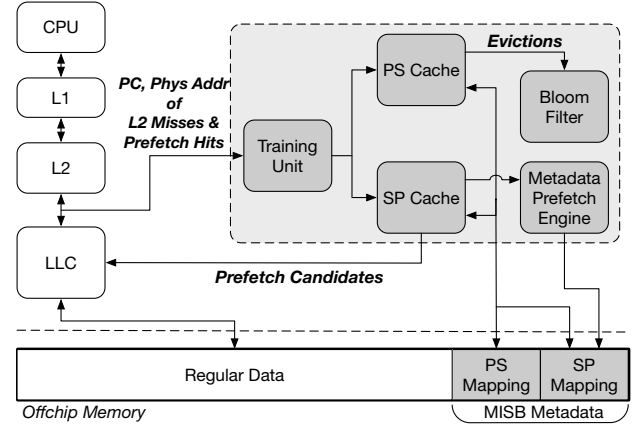 CPU
L1
L2
LLC
PC, Phys Addr
of
L2 Misses &
Prefetch Hits
Training
Unit
PS Cache
Evictions
Bloom
Filter
SP Cache
Metadata
Prefetch
Engine
Prefetch Candidates
Regular Data
PS
Mapping
SP
Mapping
Offchip Memory
MISB Metadata